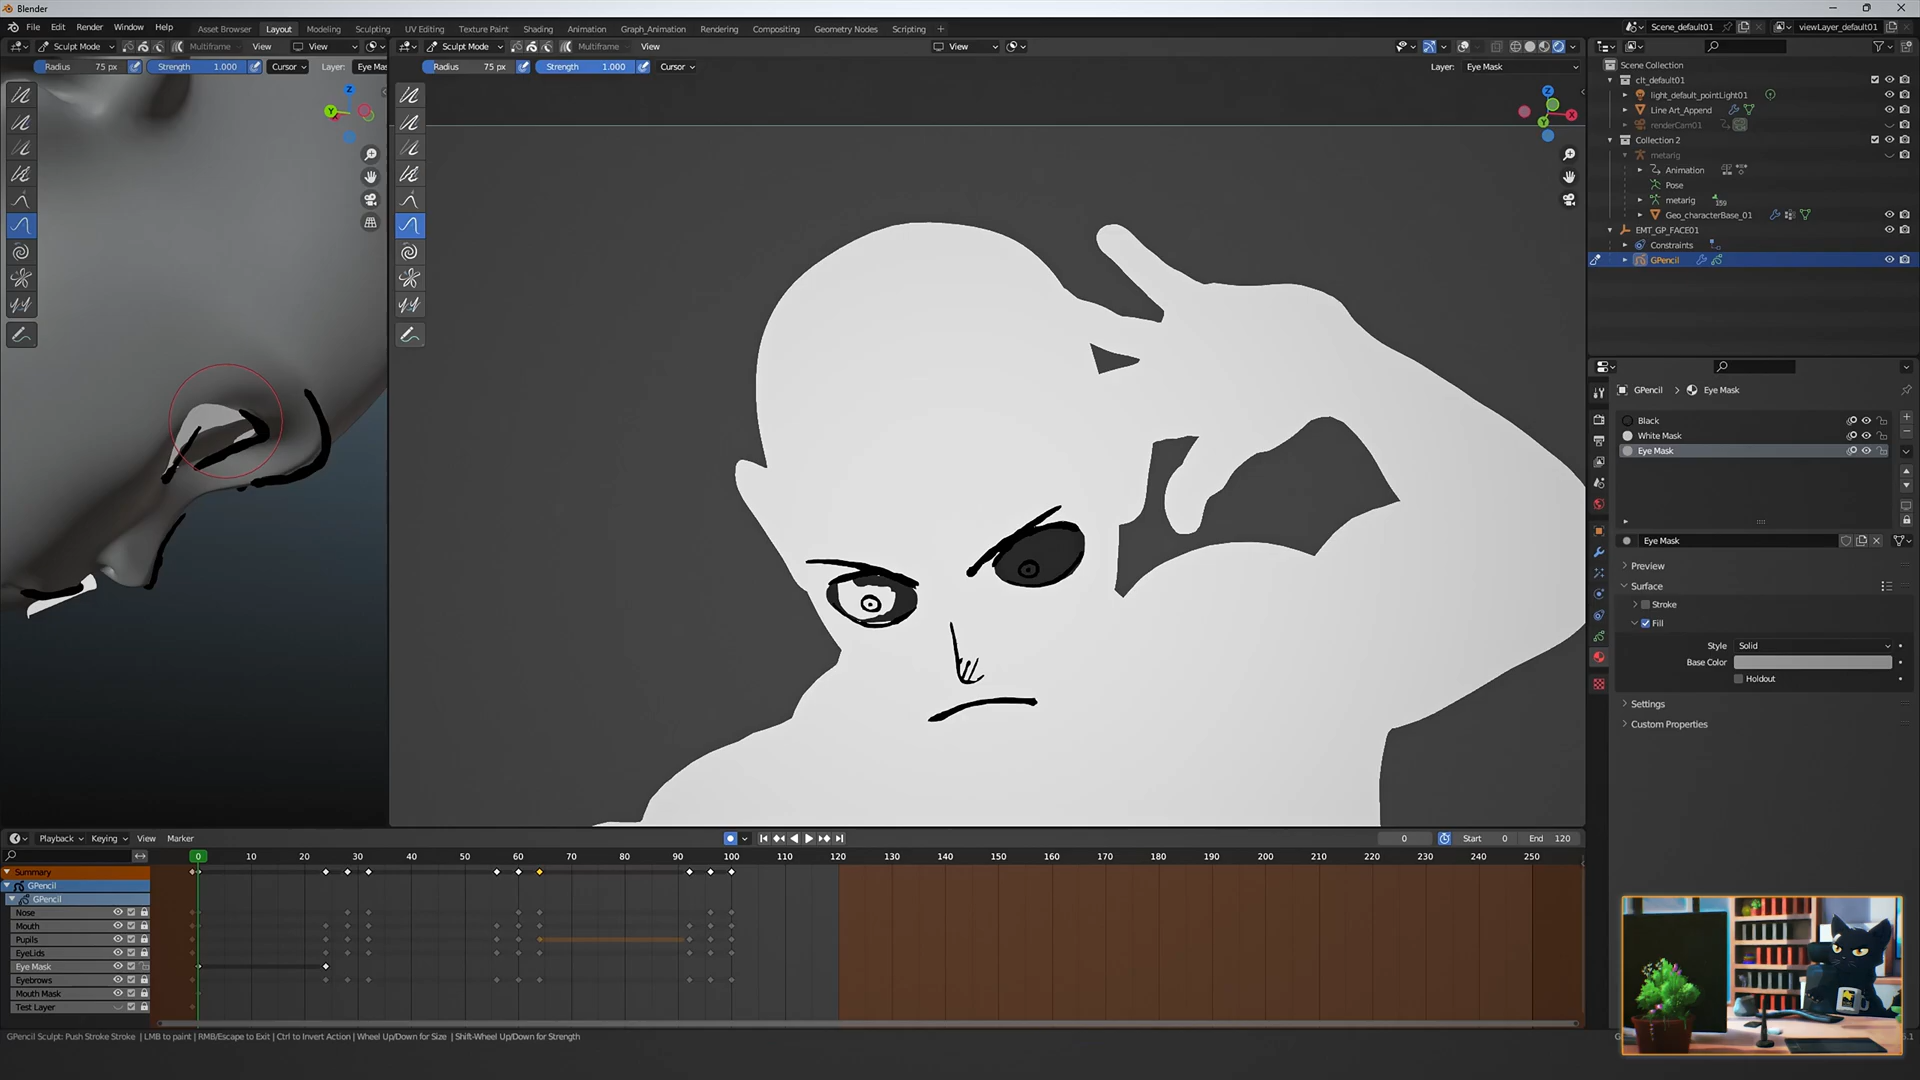 Blender
File Edit Render Window Help Asset Browser Layout Modeling Sculpting UV Editing Texture Paint Shading Animation Graph_Animation Rendering Compositing Geometry Nodes Scripting + Scene_default01 viewLayer_default01
Sculpt Mode Multiframe View View Sculpt Mode Multiframe View View
Radius 75 px Strength 1.000 Cursor Layer: Eye Mas Radius 75 px Strength 1.000 Cursor Layer: Eye Mask
Scene Collection
clt_default01
light_default_pointLight01
Line Art_Append
renderCam01
Collection 2
metarig
Animation
Pose
metarig 159
Geo_characterBase_01
EMT_GP_FACE01
Constraints
GPencil
Z
Y
Z
X
Y
GPencil > Eye Mask
Black
White Mask
Eye Mask
Eye Mask
Preview
Surface
Stroke
Fill
Style Solid
Base Color
Holdout
Settings
Custom Properties
Playback Keying View Marker 0 Start 0 End 120
0 10 20 30 40 50 60 70 80 90 100 110 120 130 140 150 160 170 180 190 200 210 220 230 240 250
Summary
GPencil
GPencil
Nose
Mouth
Pupils
EyeLids
Eye Mask
Eyebrows
Mouth Mask
Test Layer
GPencil Sculpt: Push Stroke Stroke | LMB to paint | RMB/Escape to Exit | Ctrl to Invert Action | Wheel Up/Down for Size | Shift-Wheel Up/Down for Strength